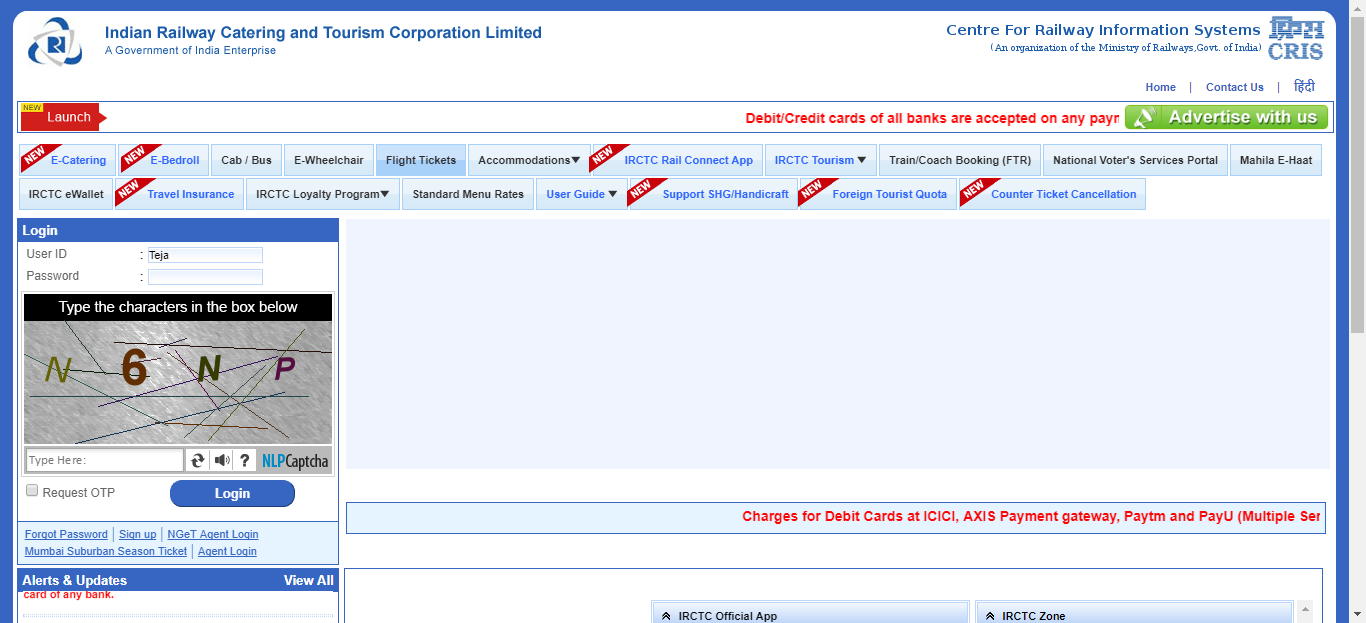 Indian Railway Catering and Tourism Corporation Limited
A Government of India Enterprise
Centre For Railway Information Systems
(An organization of the Ministry of Railways,Govt. of India)
CRIS
Home | Contact Us | हिंदी
NEW
Launch
Debit/Credit cards of all banks are accepted on any payn
Advertise with us
NEW E-Catering NEW E-Bedroll Cab / Bus E-Wheelchair Flight Tickets Accommodations▼ NEW IRCTC Rail Connect App IRCTC Tourism ▼ Train/Coach Booking (FTR) National Voter's Services Portal Mahila E-Haat
IRCTC eWallet NEW Travel Insurance IRCTC Loyalty Program▼ Standard Menu Rates User Guide ▼ NEW Support SHG/Handicraft NEW Foreign Tourist Quota NEW Counter Ticket Cancellation
Login
User ID : Teja
Password :
Type the characters in the box below
N 6 N P
Type Here: ? NLPCaptcha
Request OTP Login
Forgot Password | Sign up | NGeT Agent Login
Mumbai Suburban Season Ticket | Agent Login
Charges for Debit Cards at ICICI, AXIS Payment gateway, Paytm and PayU (Multiple Ser
Alerts & Updates View All
card of any bank.
IRCTC Official App
IRCTC Zone